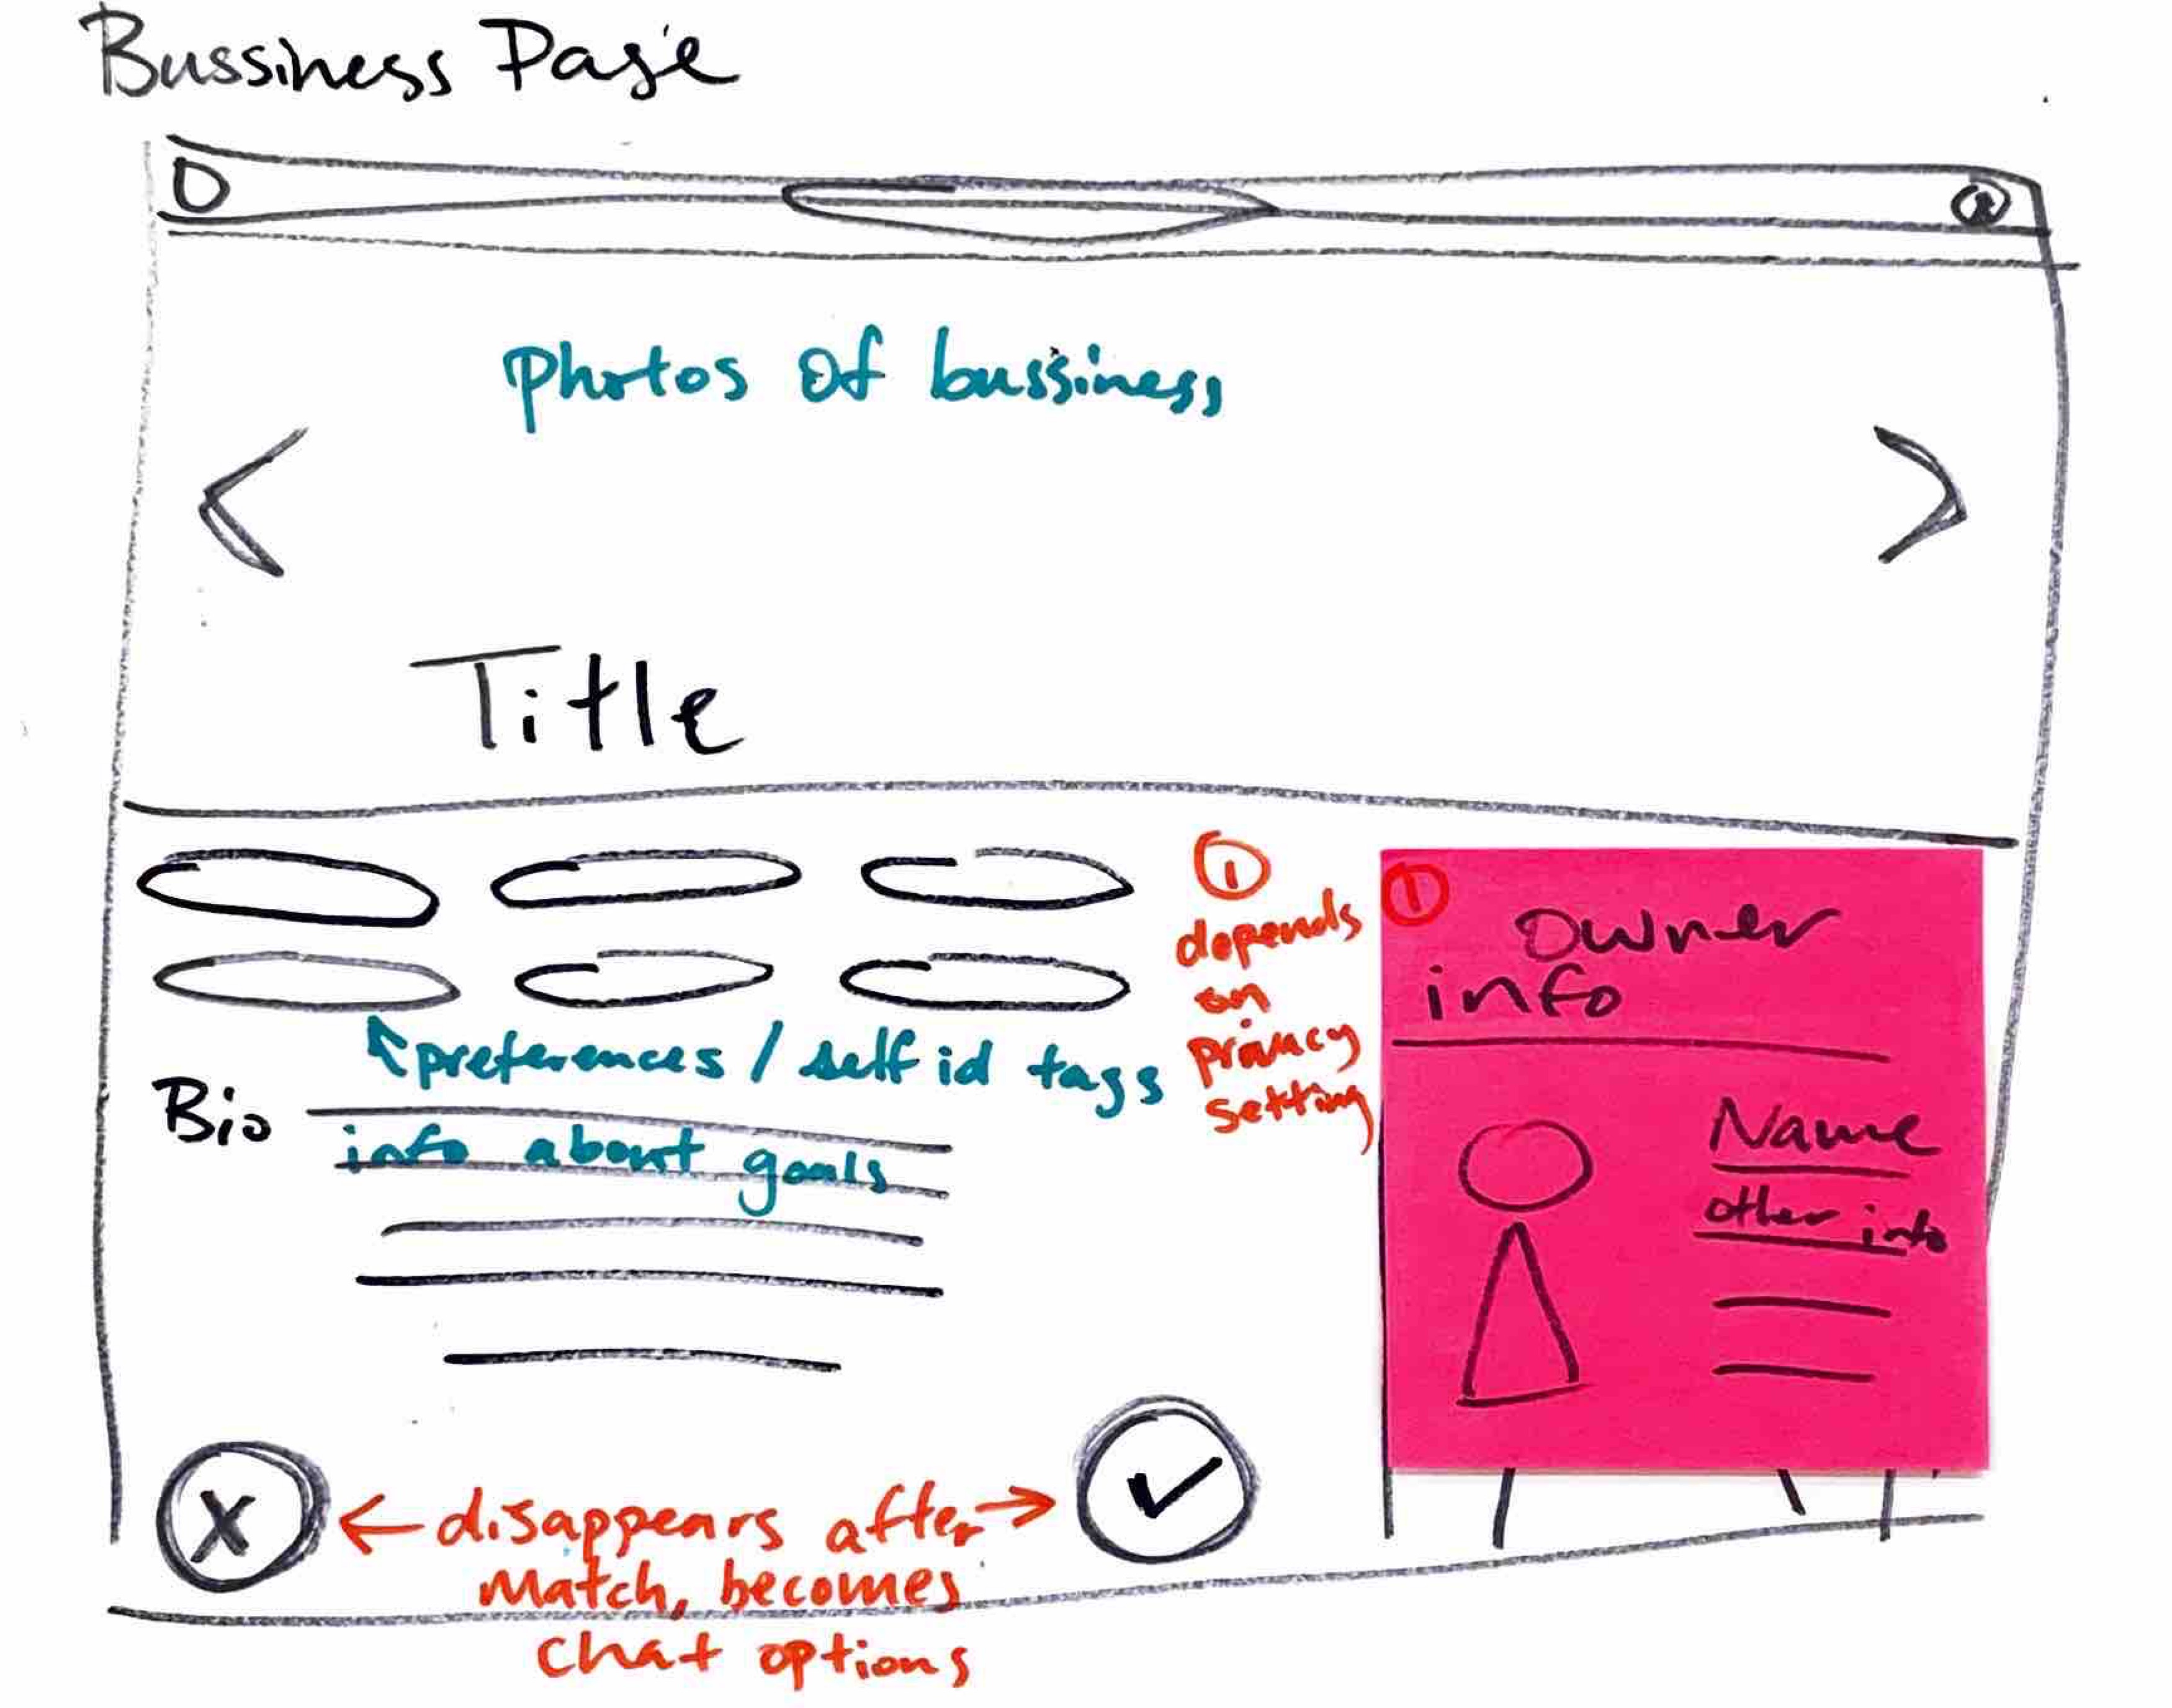 Bussiness Page
photos of bussiness
<
>
Title
↖preferences / self id tags
Bio
info about goals
①
depends
on
privacy
setting
①
Owner
info
Name
other info
X
← disappears after →
Match, becomes
chat options
✓